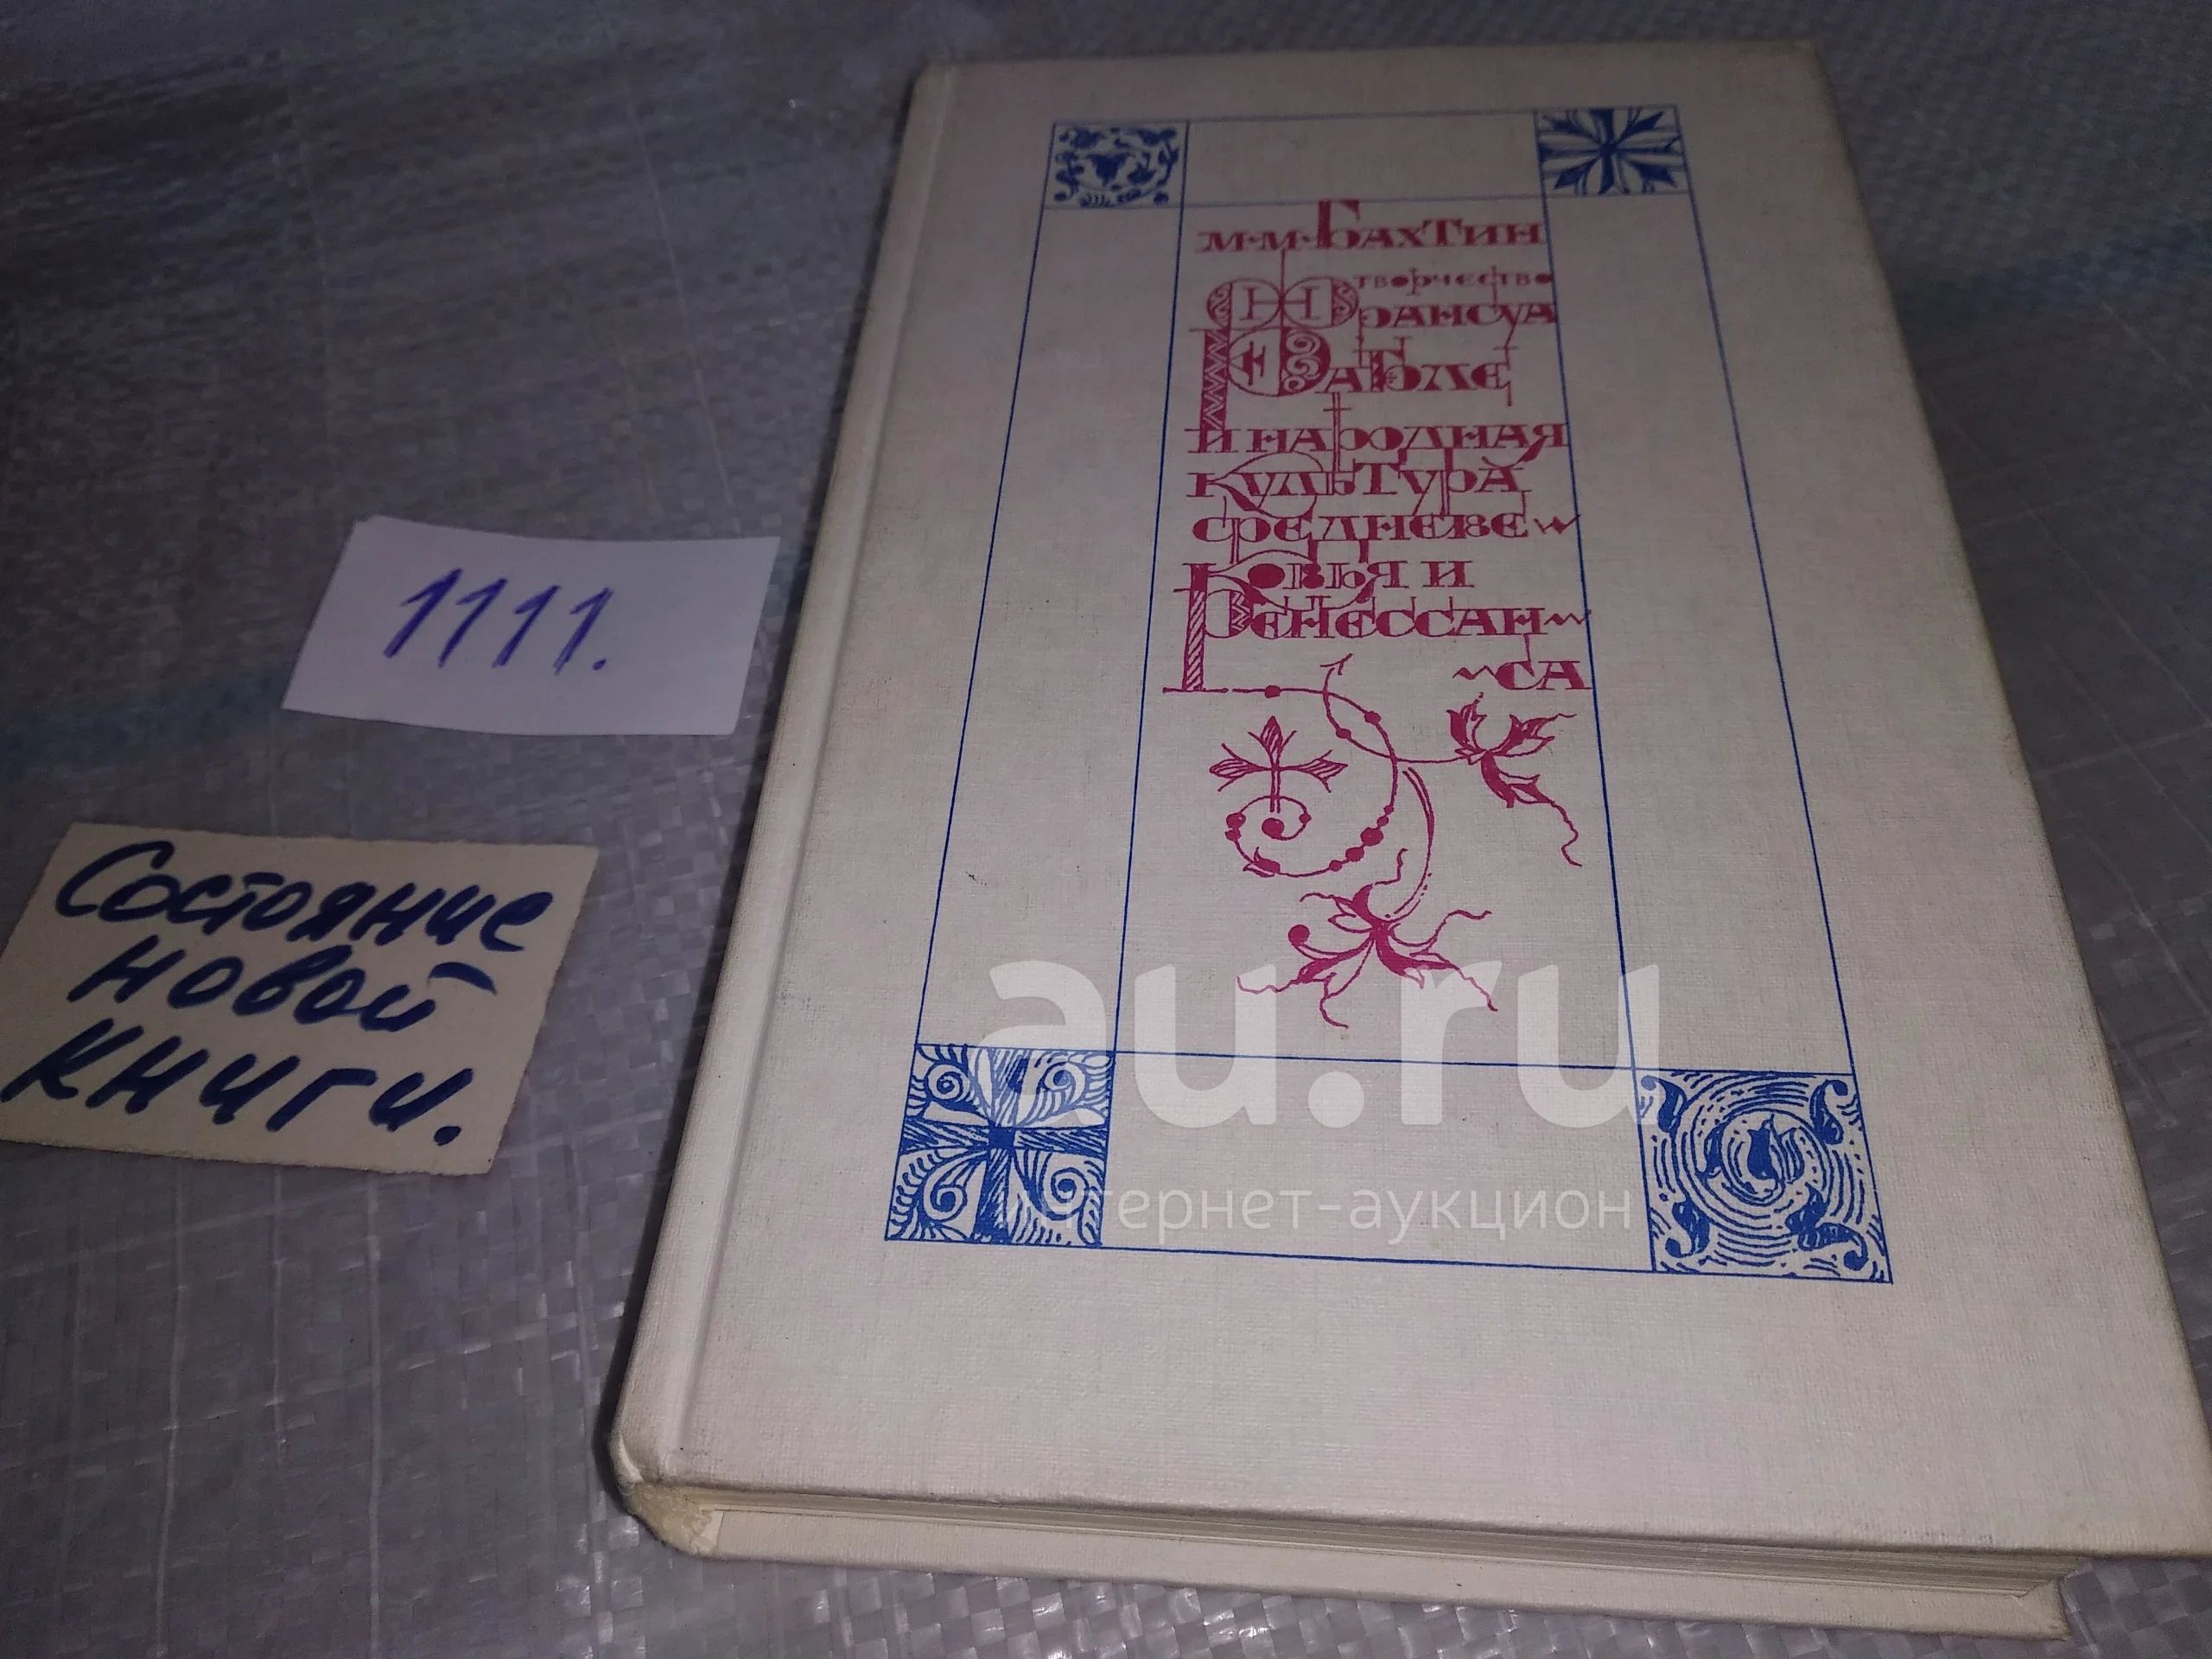 М·М·Бахтин
творчество
Франсуа
Рабле
и народная
культура
средневе~
ковья и
Ренессан~
~са
1111.
Состояние
новой
книги.
au.ru
интернет-аукцион